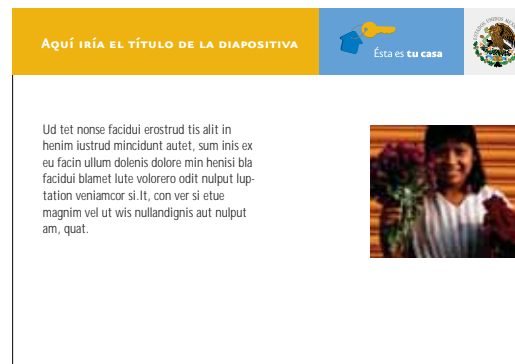 Aquí iría el título de la diapositiva
Ésta es tu casa
Ud tet nonse facidui erostrud tis alit in
henim iustrud mincidunt autet, sum inis ex
eu facin ullum dolenis dolore min henisi bla
facidui blamet lute volorero odit nulput lup-
tation veniamcor si.It, con ver si etue
magnim vel ut wis nullandignis aut nulput
am, quat.